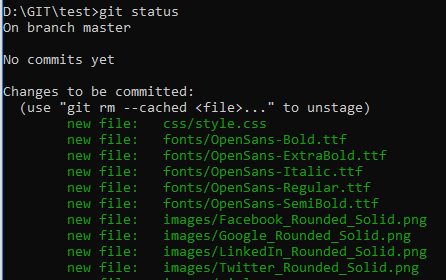 D:\GIT\test>git status
On branch master
No commits yet
Changes to be committed:
(use "git rm --cached <file>..." to unstage)
new file: css/style.css
new file: fonts/OpenSans-Bold.ttf
new file: fonts/OpenSans-ExtraBold.ttf
new file: fonts/OpenSans-Italic.ttf
new file: fonts/OpenSans-Regular.ttf
new file: fonts/OpenSans-SemiBold.ttf
new file: images/Facebook_Rounded_Solid.png
new file: images/Google_Rounded_Solid.png
new file: images/LinkedIn_Rounded_Solid.png
new file: images/Twitter_Rounded_Solid.png